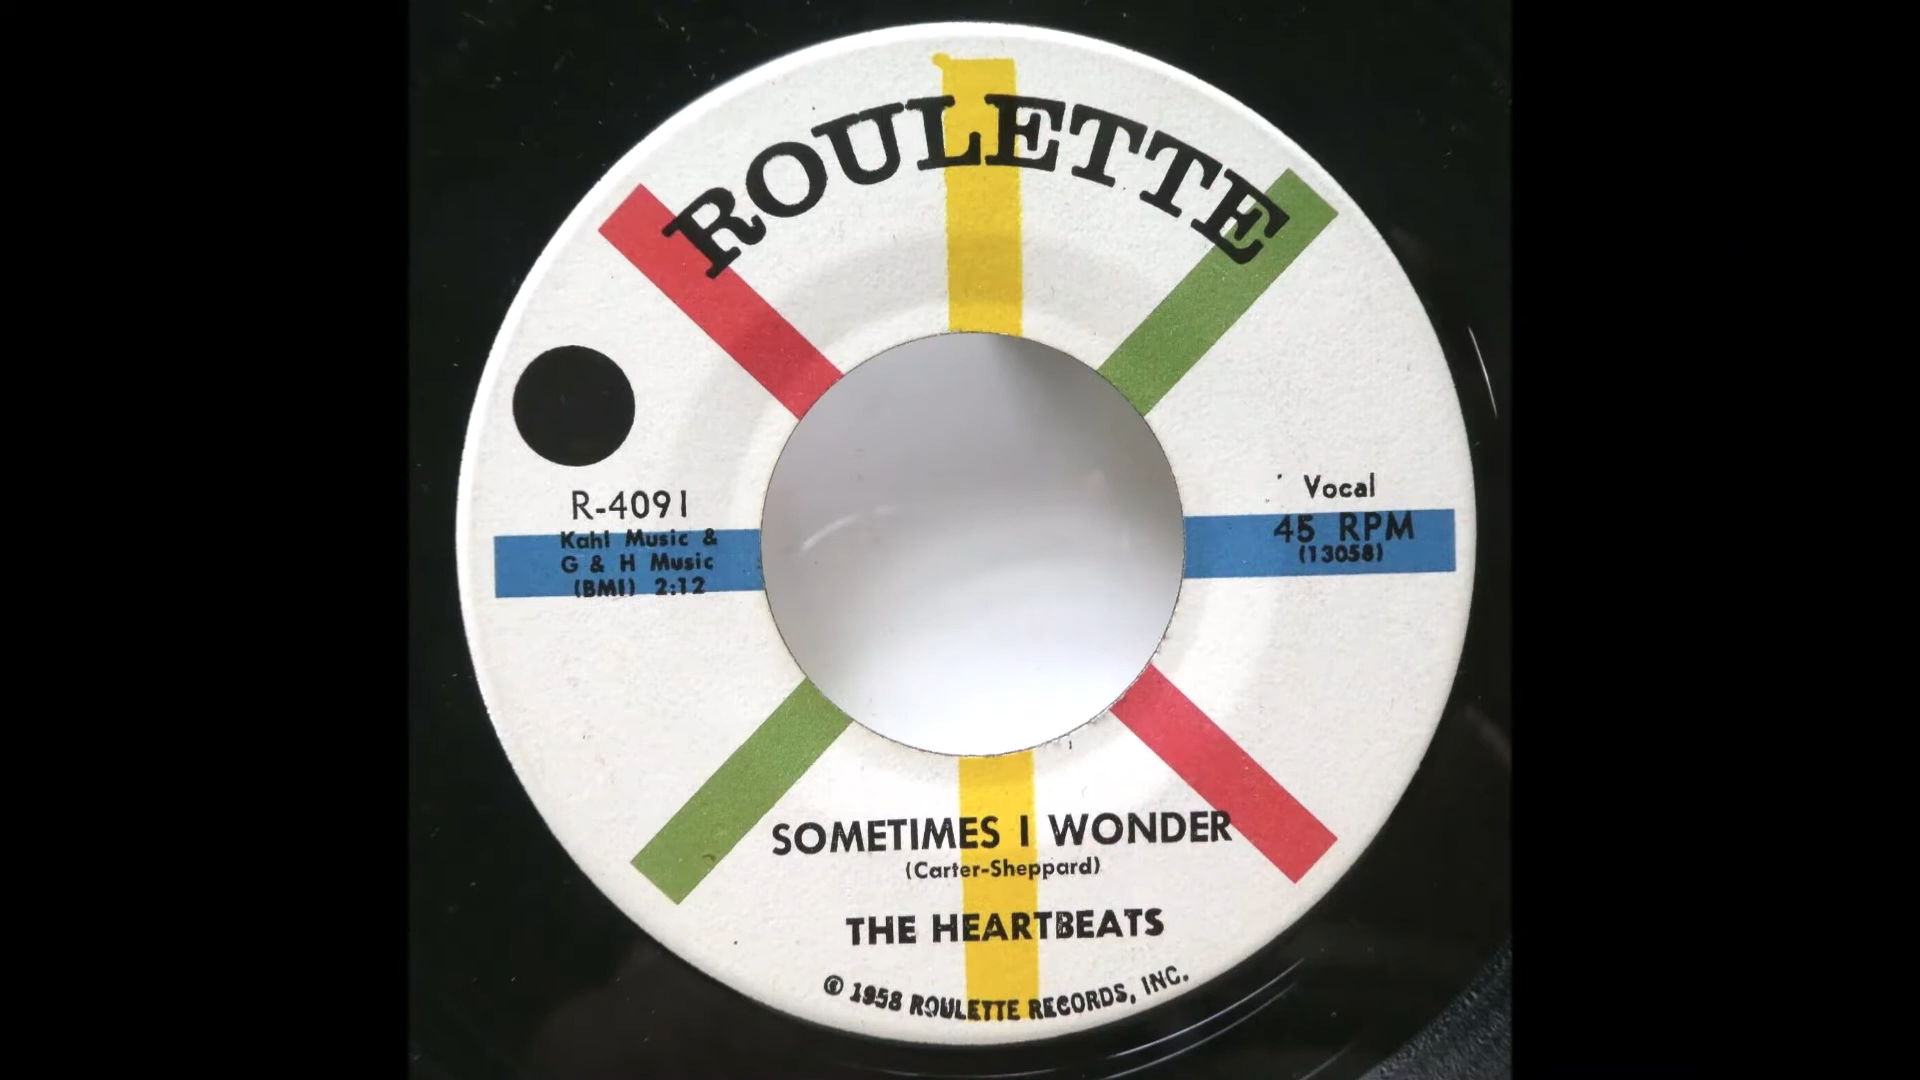 ROULETTE
R-4091
Kahl Music &
G & H Music
(BMI) 2:12
Vocal
45 RPM
(13058)
SOMETIMES I WONDER
(Carter-Sheppard)
THE HEARTBEATS
© 1958 ROULETTE RECORDS, INC.